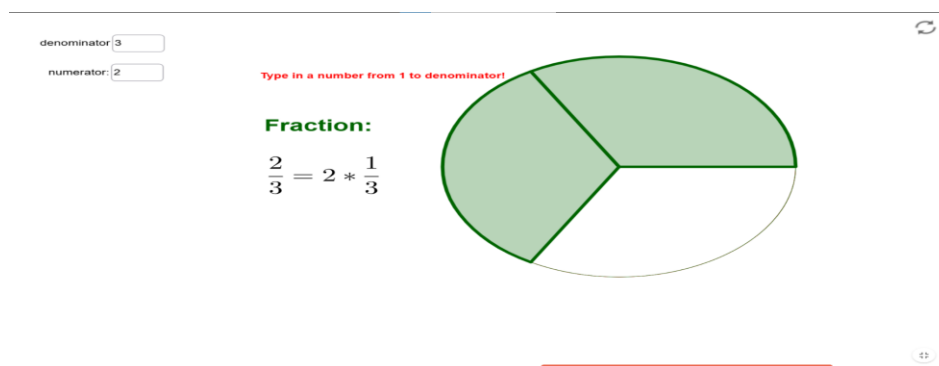 denominator 3
numerator: 2
Type in a number from 1 to denominator!
Fraction:
2/3 = 2 * 1/3